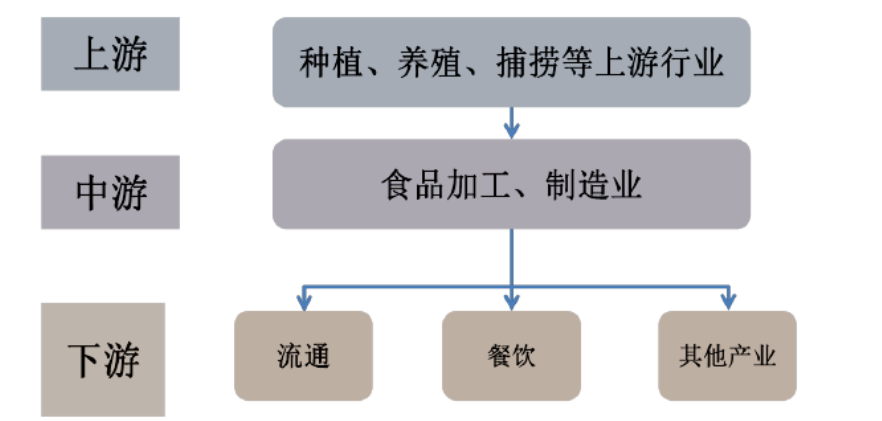 上游
种植、养殖、捕捞等上游行业
中游
食品加工、制造业
下游
流通
餐饮
其他产业